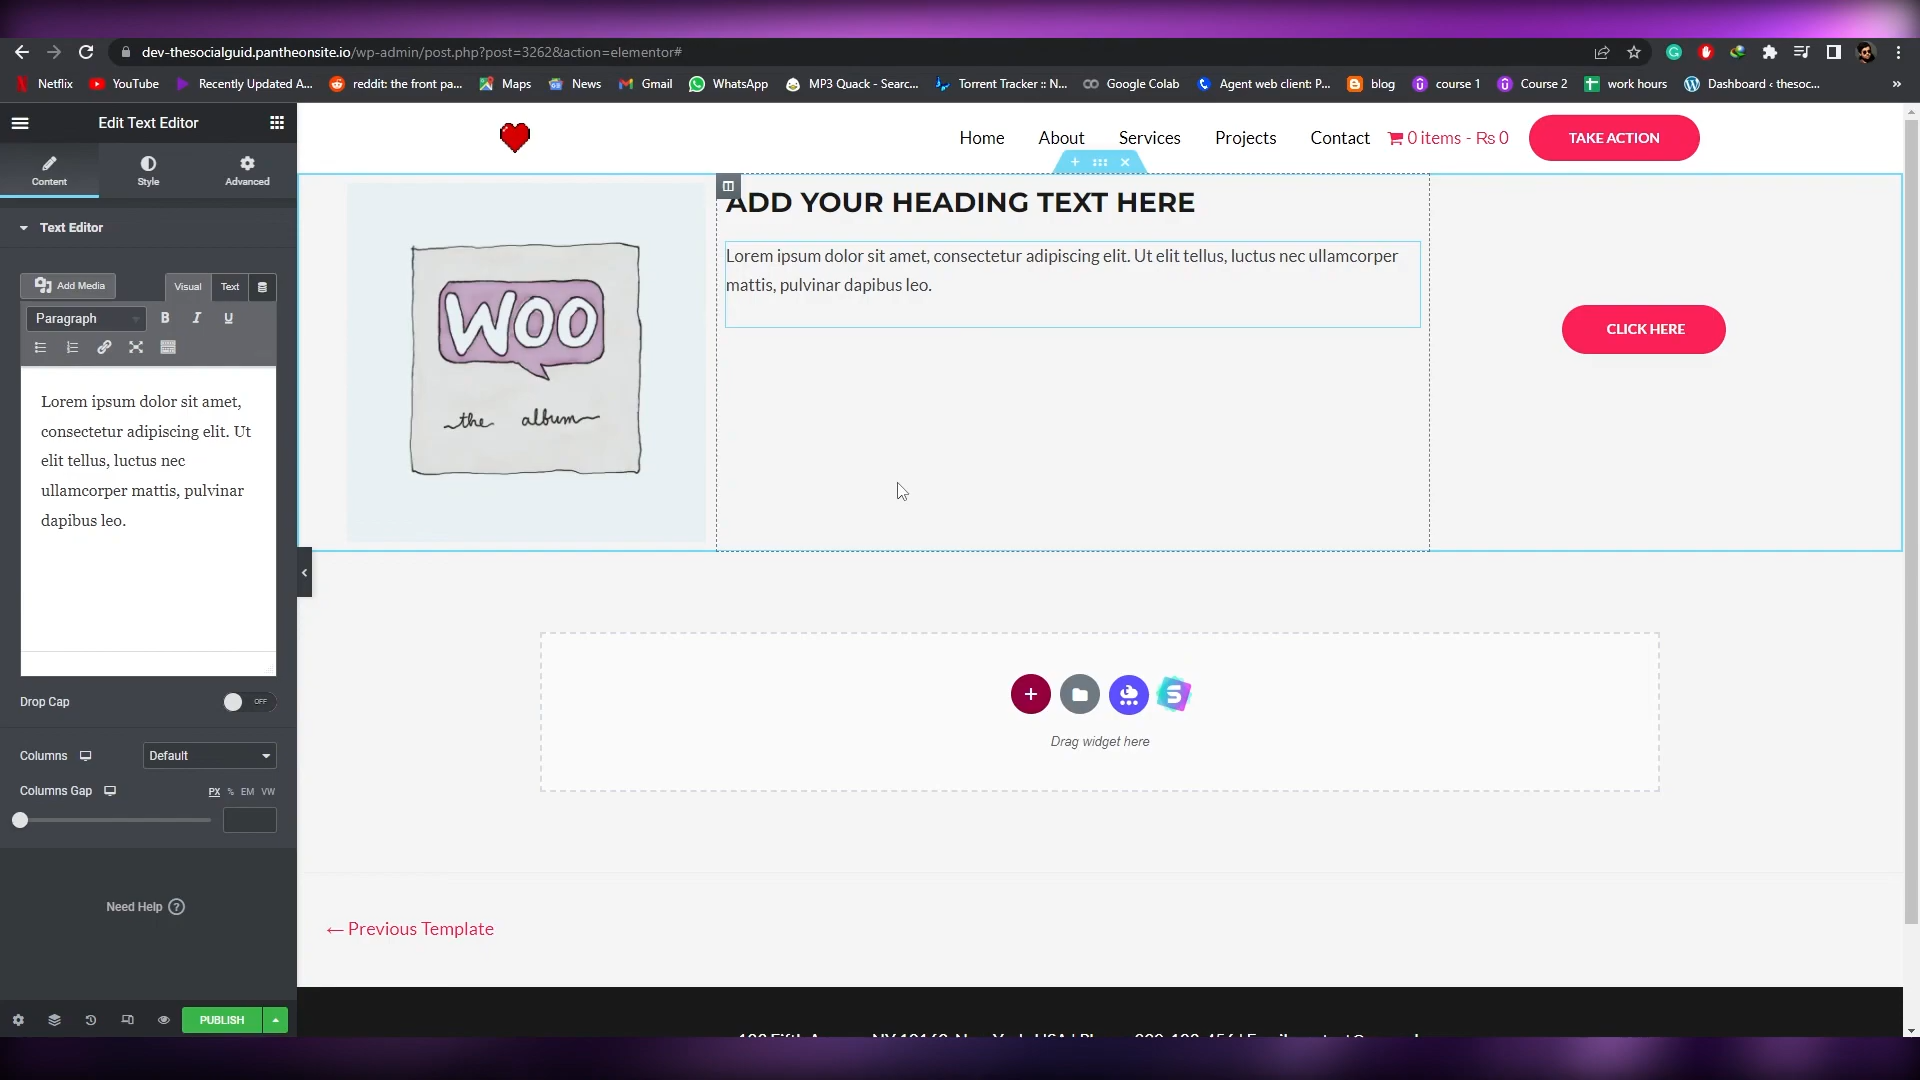 dev-thesocialguid.pantheonsite.io/wp-admin/post.php?post=3262&action=elementor#
Netflix
YouTube
Recently Updated A...
reddit: the front pa...
Maps
News
Gmail
WhatsApp
MP3 Quack - Searc...
Torrent Tracker :: N...
Google Colab
Agent web client: P...
blog
course 1
Course 2
work hours
Dashboard ‹ thesoc...
»
Edit Text Editor
Content
Style
Advanced
Text Editor
Add Media
Visual
Text
Paragraph
B I U
Lorem ipsum dolor sit amet,
consectetur adipiscing elit. Ut
elit tellus, luctus nec
ullamcorper mattis, pulvinar
dapibus leo.
Drop Cap
OFF
Columns
Default
Columns Gap
PX % EM VW
Need Help ?
PUBLISH
Home
About
Services
Projects
Contact
0 items - Rs 0
TAKE ACTION
WOO
the album
ADD YOUR HEADING TEXT HERE
Lorem ipsum dolor sit amet, consectetur adipiscing elit. Ut elit tellus, luctus nec ullamcorper
mattis, pulvinar dapibus leo.
CLICK HERE
S
Drag widget here
← Previous Template